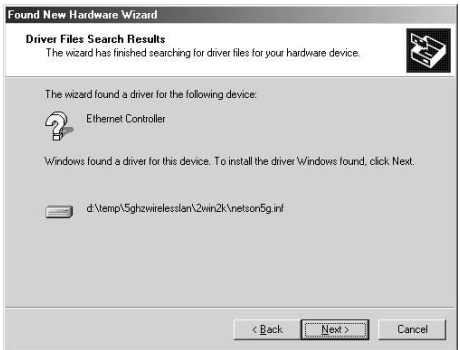 Found New Hardware Wizard
Driver Files Search Results
The wizard has finished searching for driver files for your hardware device.
The wizard found a driver for the following device:
Ethernet Controller
Windows found a driver for this device. To install the driver Windows found, click Next.
d:\temp\5ghzwirelesslan\2win2k\netson5g.inf
< Back
Next >
Cancel